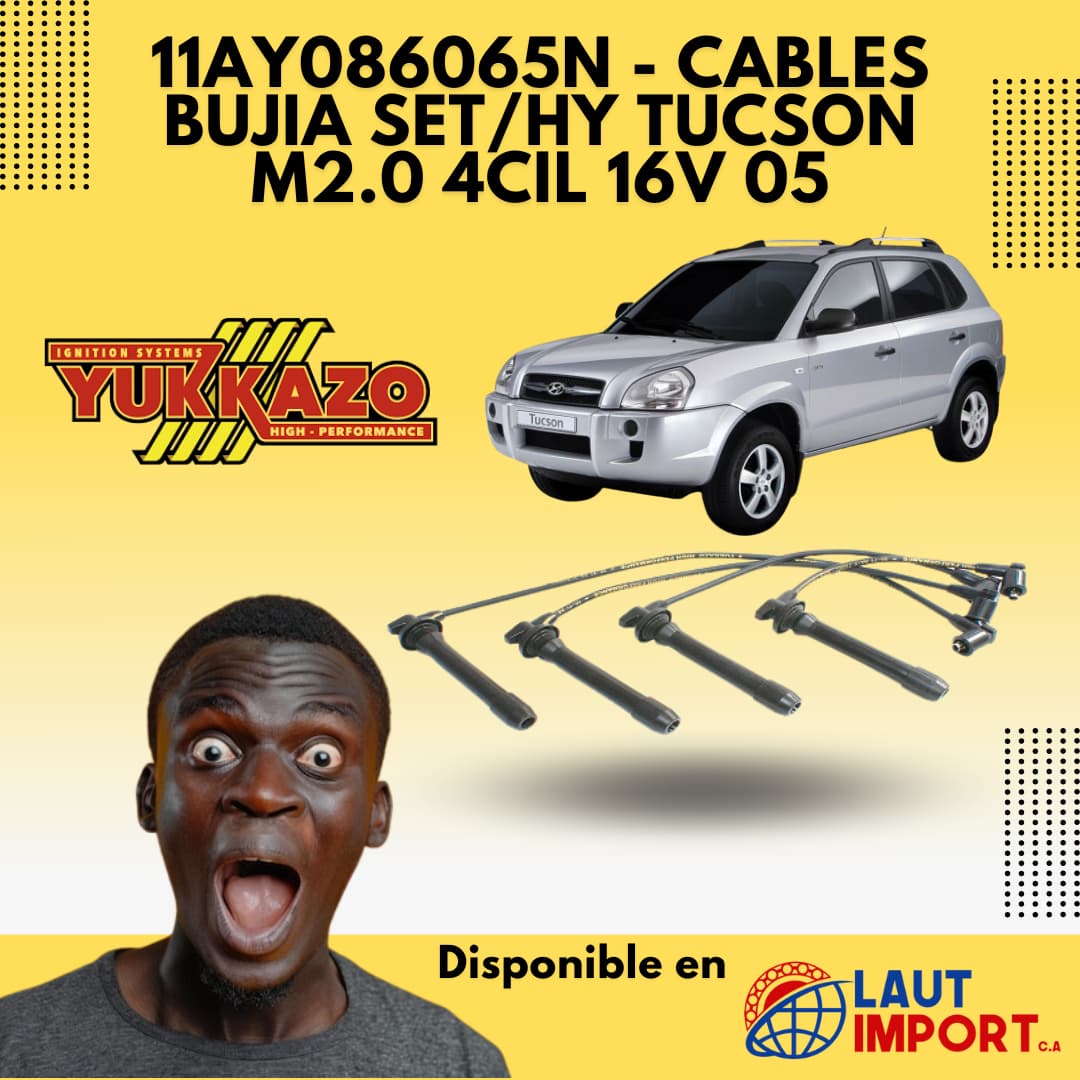 11AY086065N - CABLES
BUJIA SET/HY TUCSON
M2.0 4CIL 16V 05
IGNITION SYSTEMS
YUKKAZO
HIGH - PERFORMANCE
Tucson
Disponible en
LAUT
IMPORT C.A